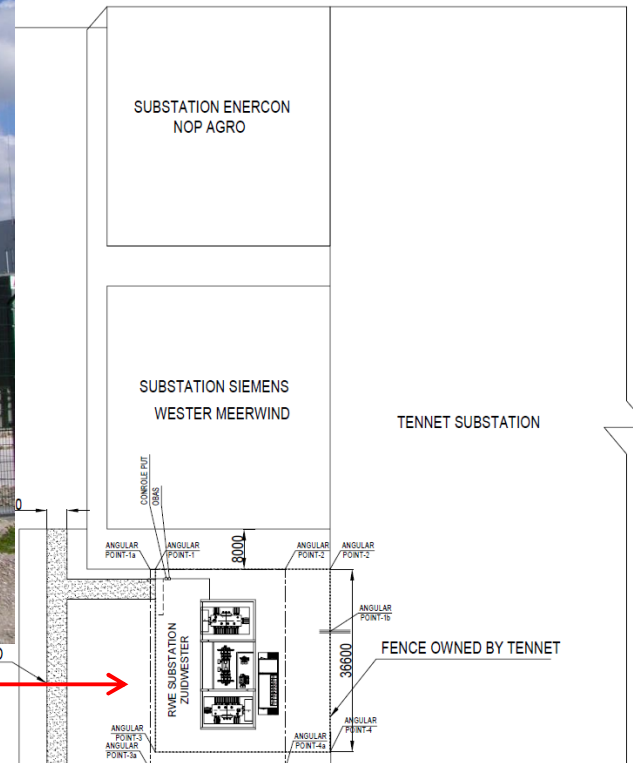 SUBSTATION ENERCON
NOP AGRO
SUBSTATION SIEMENS
WESTER MEERWIND
TENNET SUBSTATION
CONROLE PUT
OBAS
0
8000
ANGULAR
POINT-1a
ANGULAR
POINT-1
ANGULAR
POINT-2
ANGULAR
POINT-2
ANGULAR
POINT-1b
RWE SUBSTATION
ZUIDWESTER
36600
FENCE OWNED BY TENNET
ANGULAR
POINT-3
ANGULAR
POINT-3a
ANGULAR
POINT-4a
ANGULAR
POINT-4